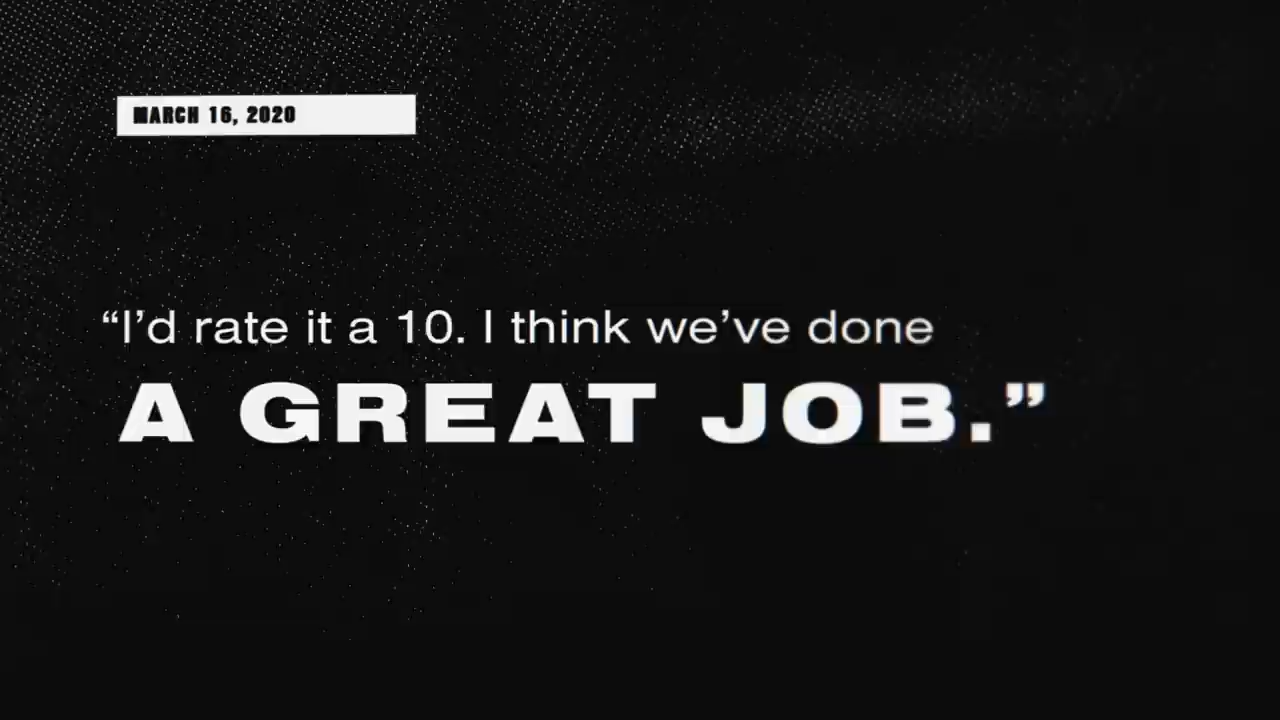 MARCH 16, 2020
“I’d rate it a 10. I think we’ve done
A GREAT JOB.”